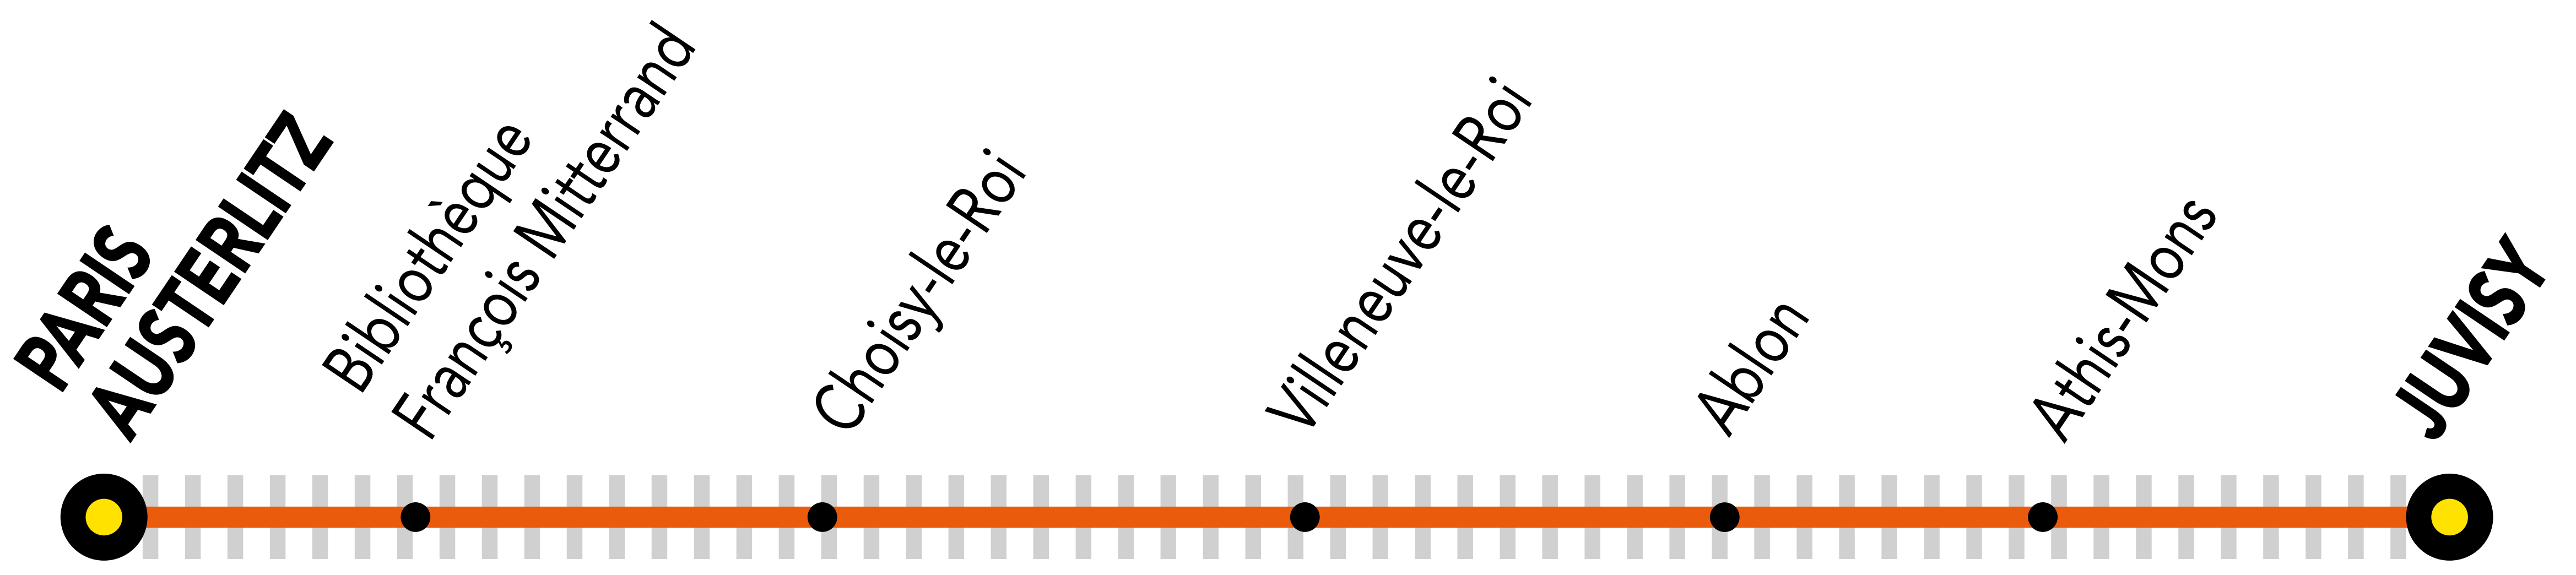 PARIS
AUSTERLITZ
Bibliothèque
François Mitterrand
Choisy-le-Roi
Villeneuve-le-Roi
Ablon
Athis-Mons
JUVISY